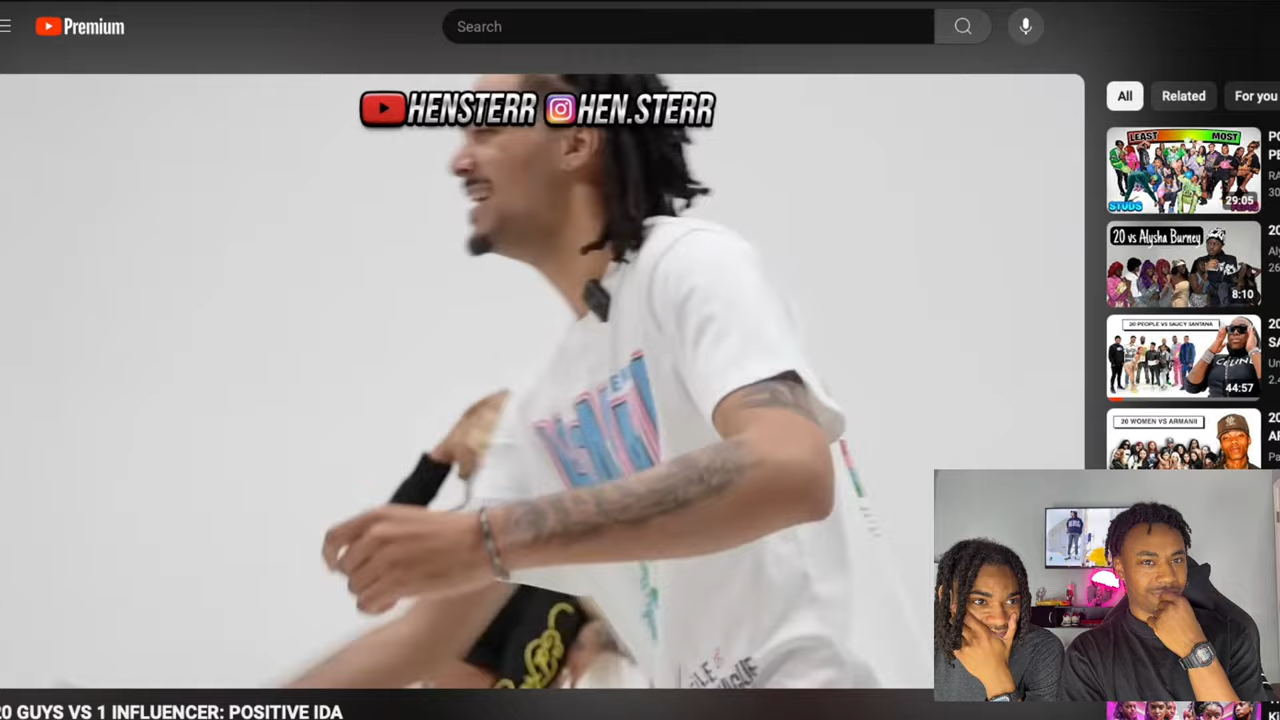 Premium
Search
HENSTERR HEN.STERR
All Related For you
LEAST MOST
STUDS
29:05
20 vs Alysha Burney
8:10
20 PEOPLE VS SAUCY SANTANA
44:57
20 WOMEN VS ARMANII
20 GUYS VS 1 INFLUENCER: POSITIVE IDA